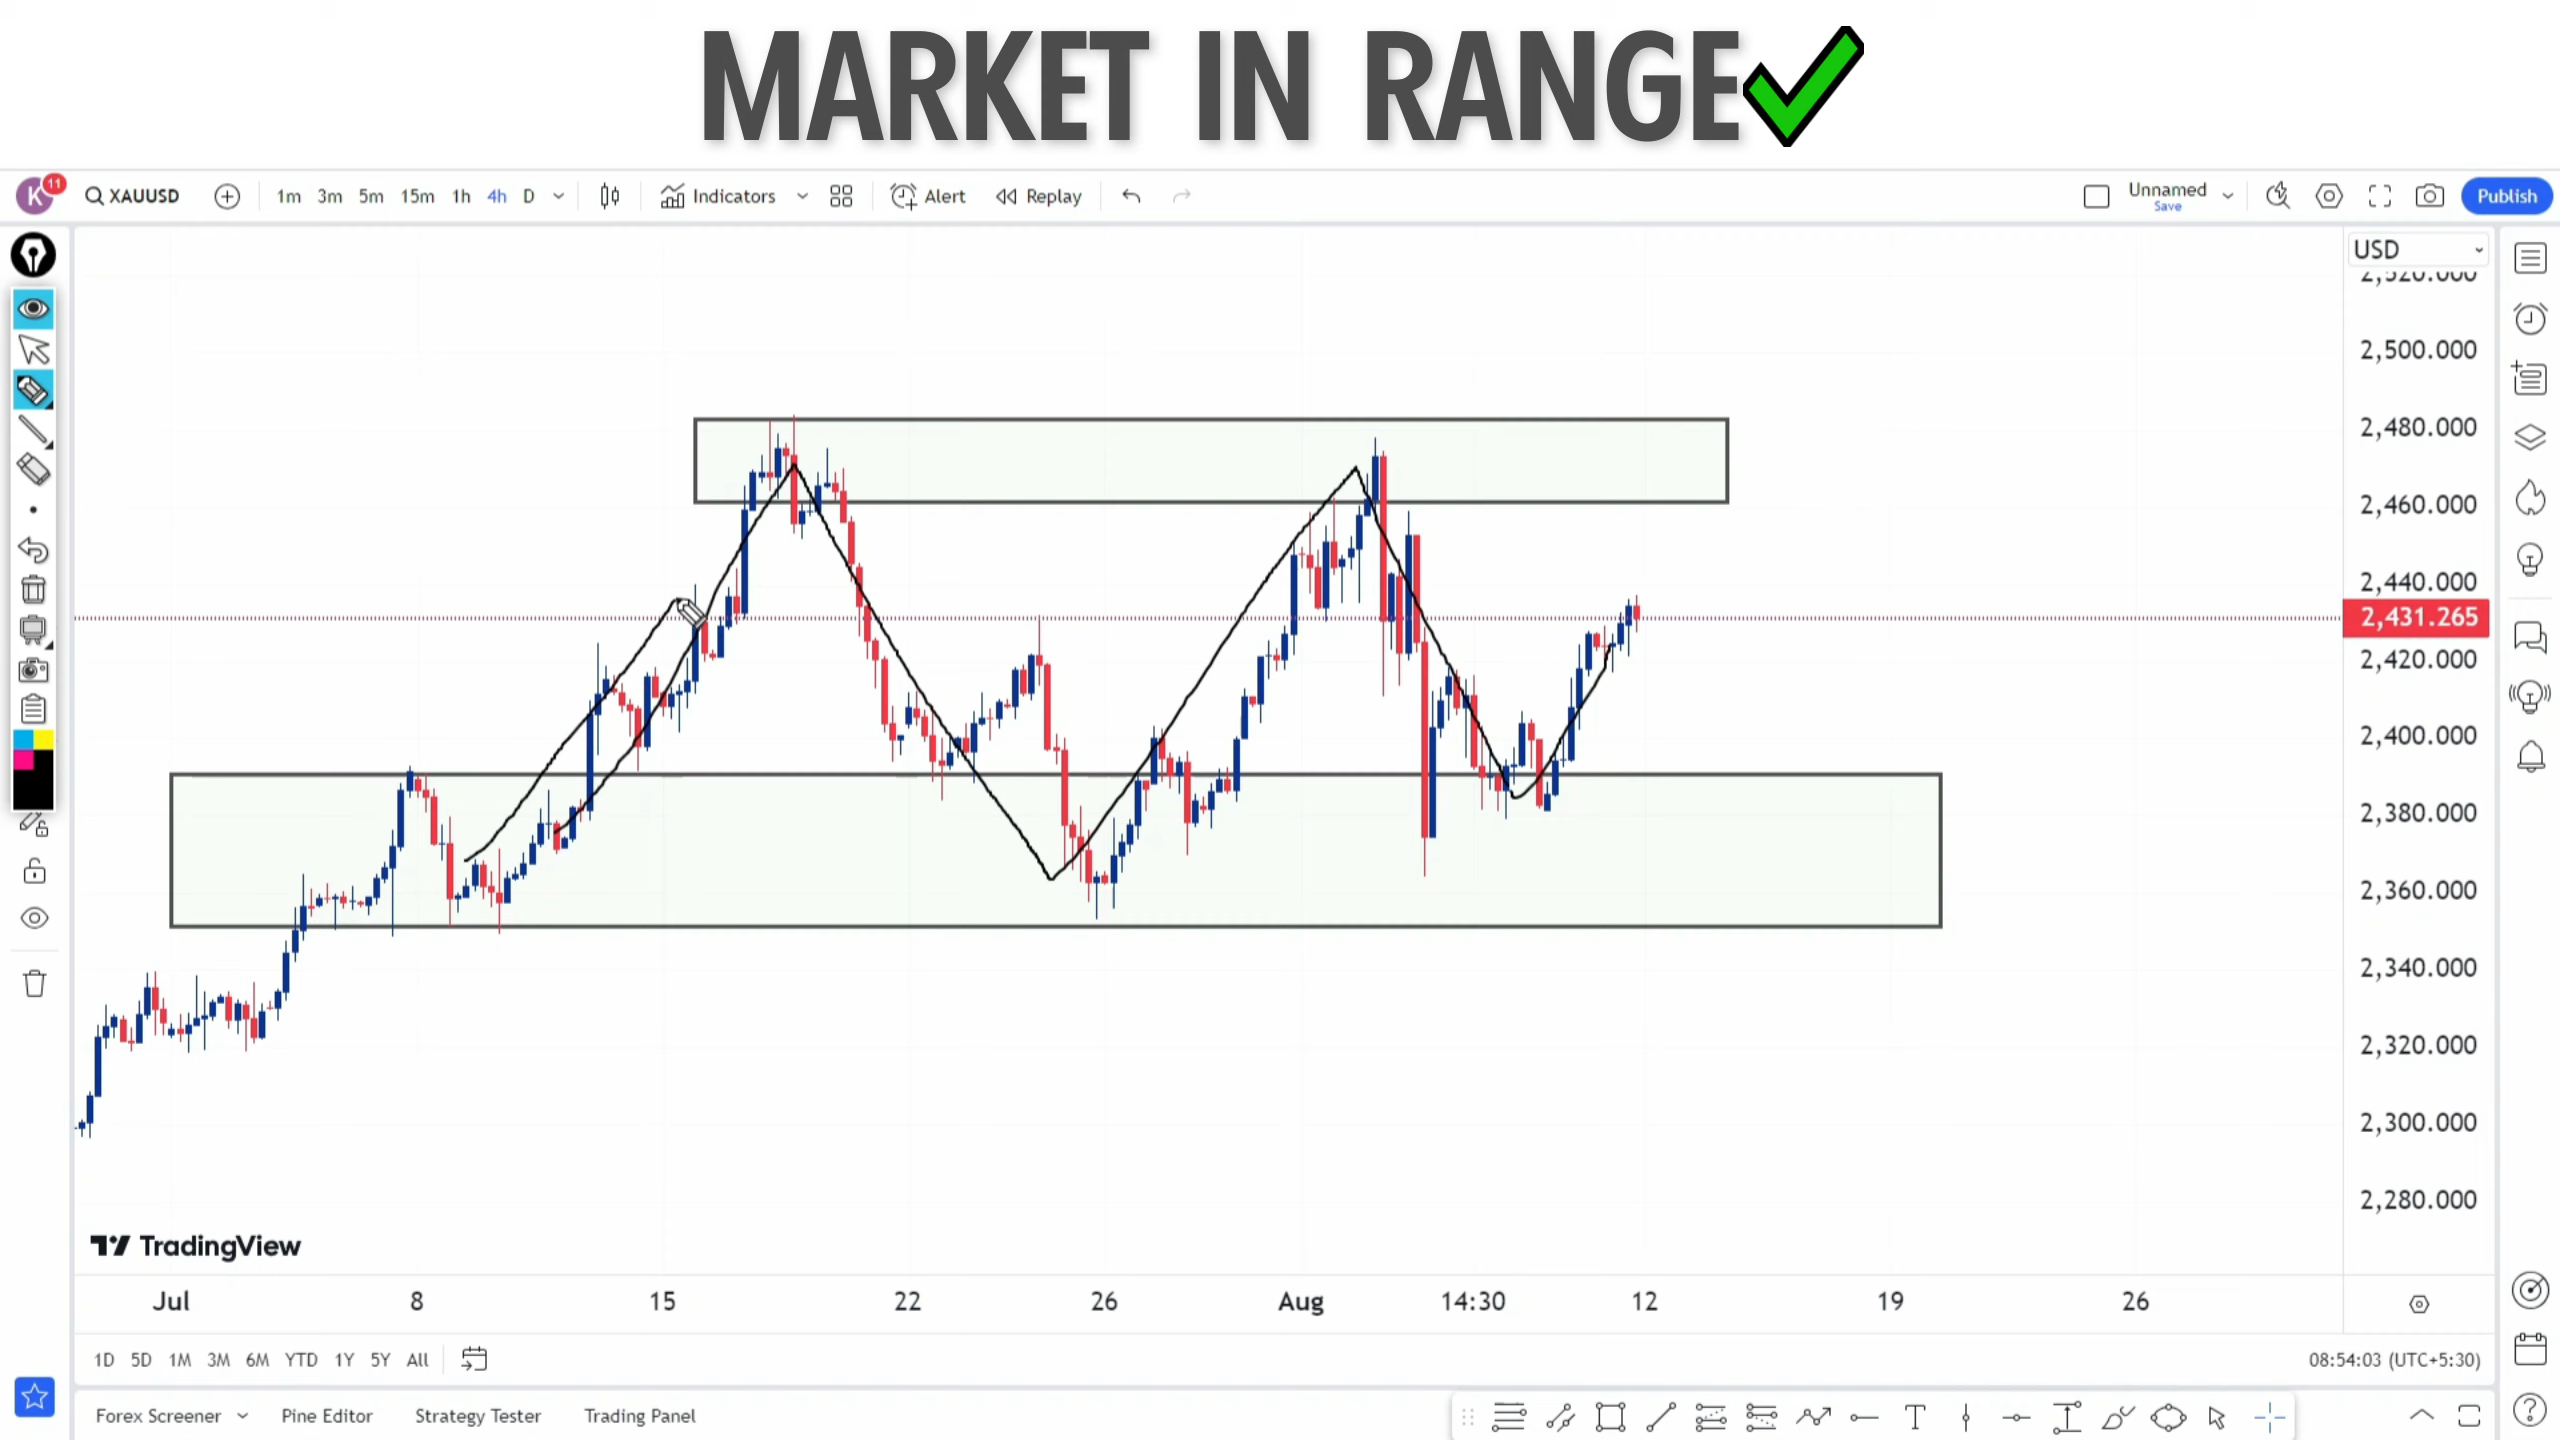 MARKET IN RANGE
K 11 XAUUSD 1m 3m 5m 15m 1h 4h D Indicators Alert Replay Unnamed Save Publish
USD
2,520.000
2,500.000
2,480.000
2,460.000
2,440.000
2,431.265
2,420.000
2,400.000
2,380.000
2,360.000
2,340.000
2,320.000
2,300.000
2,280.000
TradingView
Jul 8 15 22 26 Aug 14:30 12 19 26
1D 5D 1M 3M 6M YTD 1Y 5Y All 08:54:03 (UTC+5:30)
Forex Screener Pine Editor Strategy Tester Trading Panel